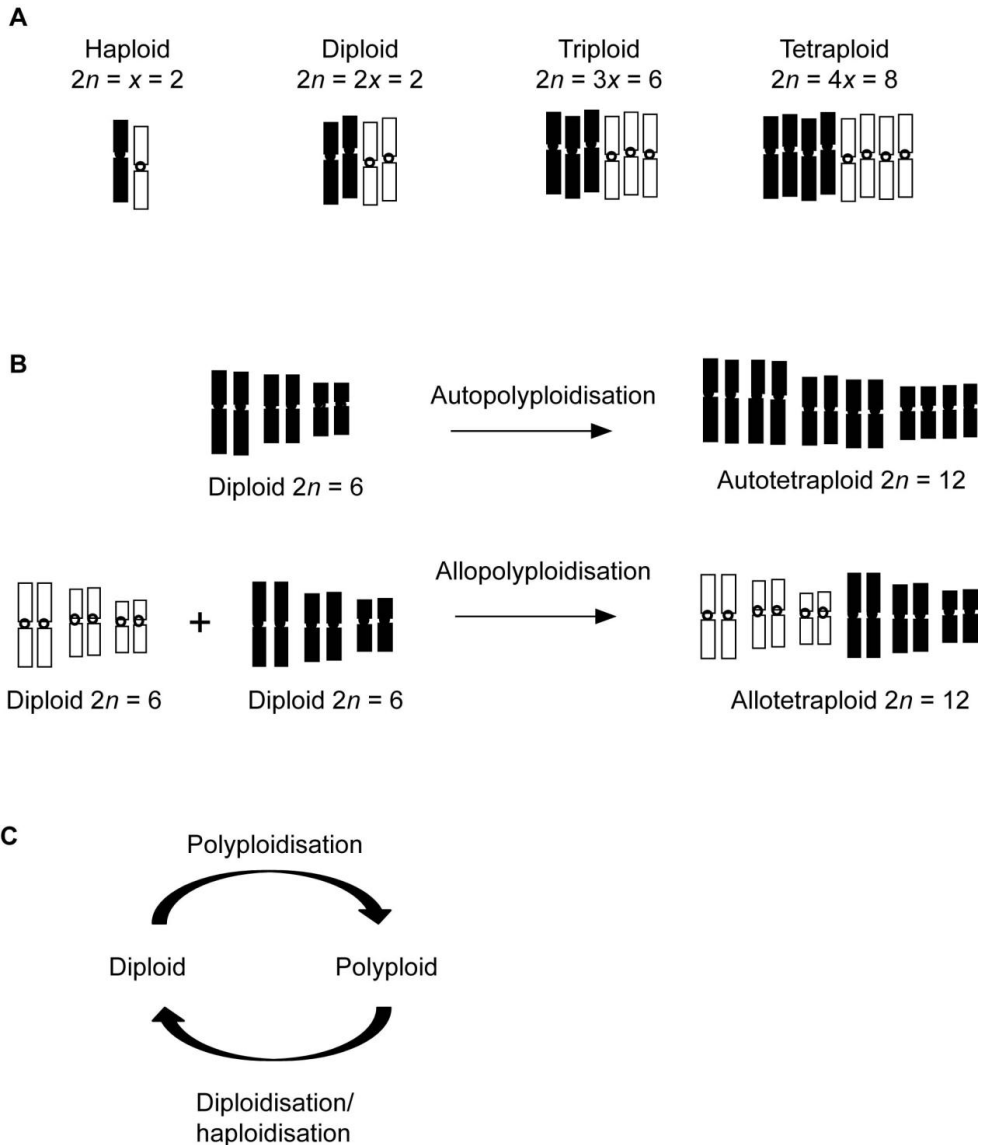 A
Haploid
2n = x = 2
Diploid
2n = 2x = 2
Triploid
2n = 3x = 6
Tetraploid
2n = 4x = 8
B
Autopolyploidisation
Diploid 2n = 6
Autotetraploid 2n = 12
Allopolyploidisation
+
Diploid 2n = 6
Diploid 2n = 6
Allotetraploid 2n = 12
C
Polyploidisation
Diploid
Polyploid
Diploidisation/
haploidisation